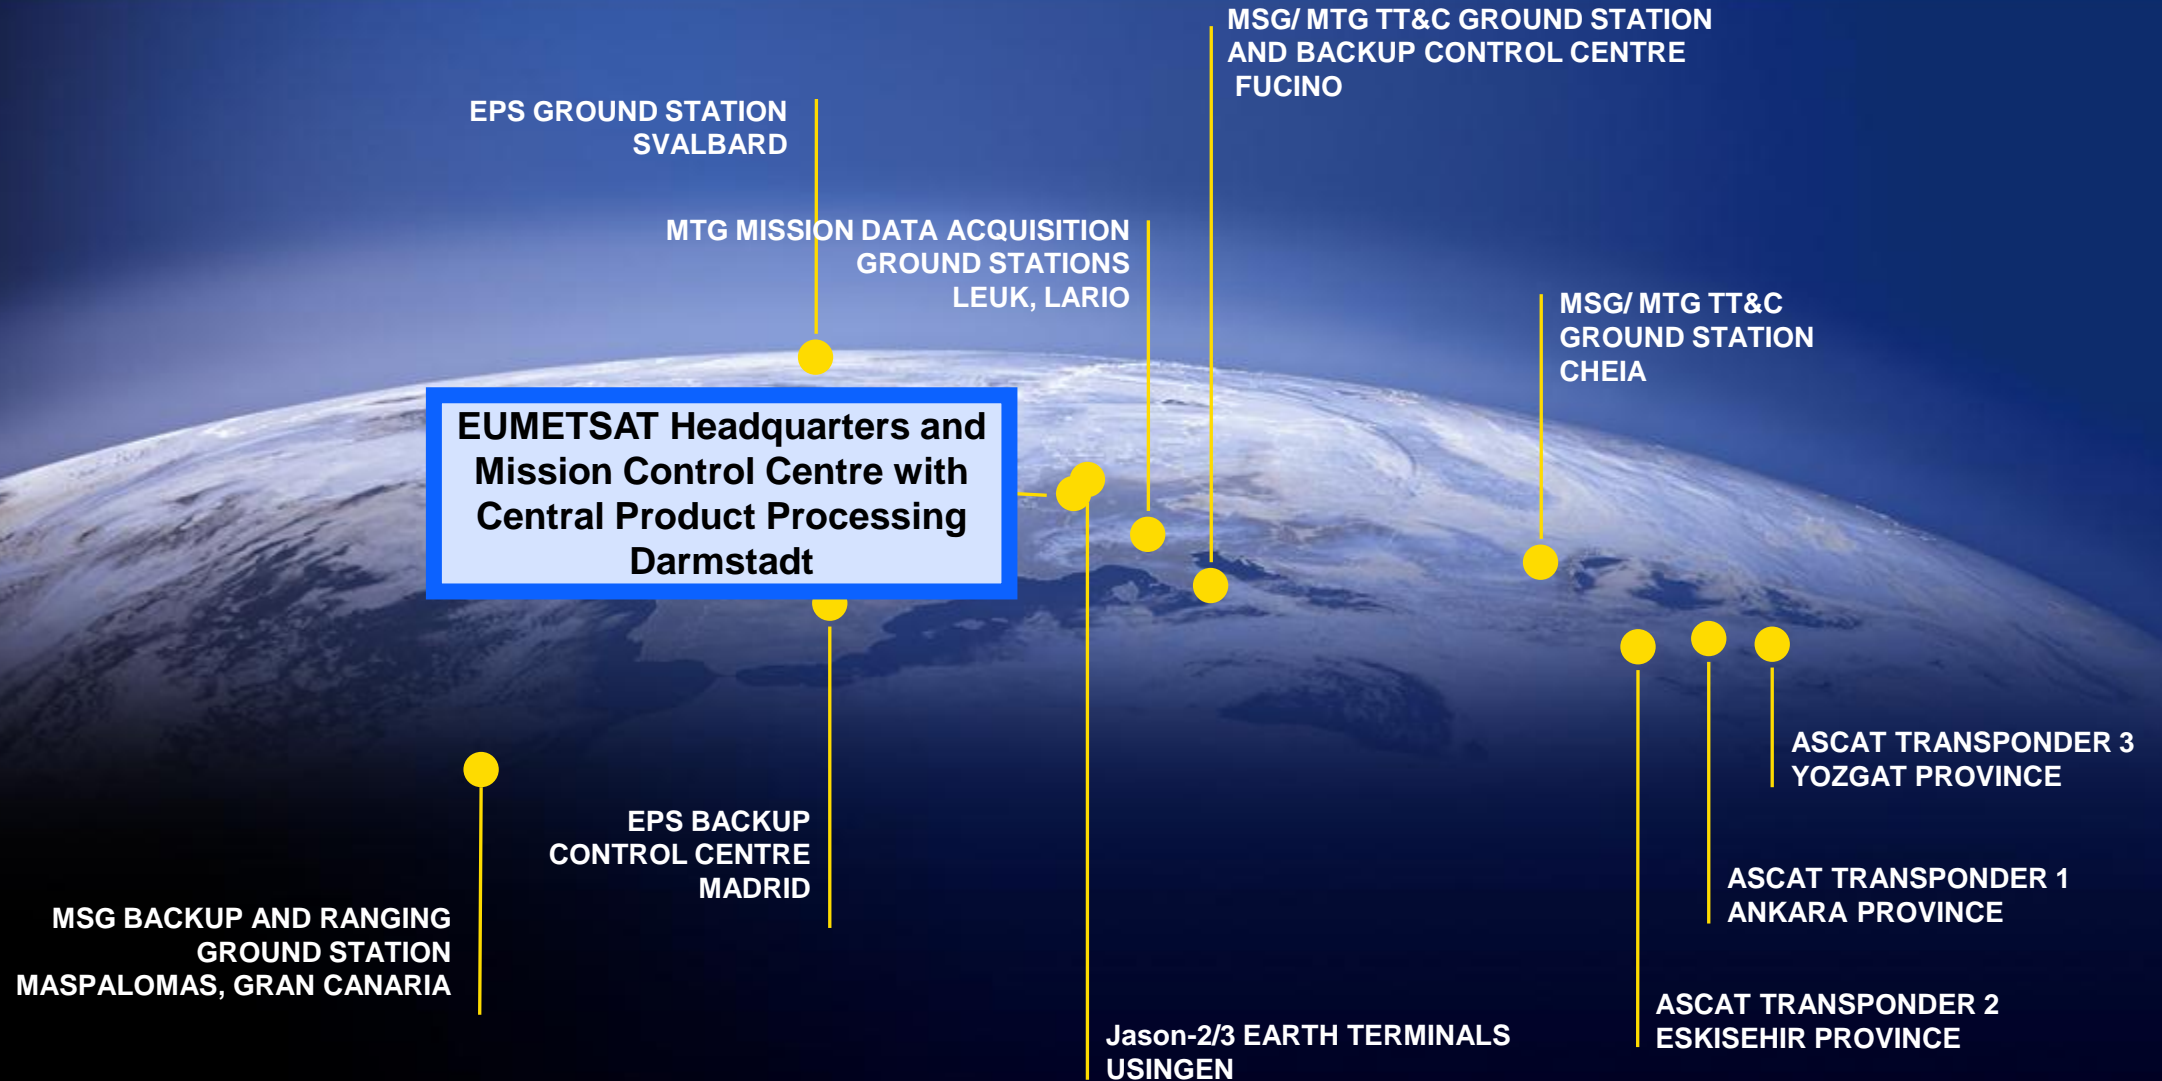 MSG/ MTG TT&C GROUND STATION
AND BACKUP CONTROL CENTRE
FUCINO
EPS GROUND STATION
SVALBARD
MTG MISSION DATA ACQUISITION
GROUND STATIONS
LEUK, LARIO
MSG/ MTG TT&C
GROUND STATION
CHEIA
EUMETSAT Headquarters and
Mission Control Centre with
Central Product Processing
Darmstadt
ASCAT TRANSPONDER 3
YOZGAT PROVINCE
EPS BACKUP
CONTROL CENTRE
MADRID
ASCAT TRANSPONDER 1
ANKARA PROVINCE
MSG BACKUP AND RANGING
GROUND STATION
MASPALOMAS, GRAN CANARIA
ASCAT TRANSPONDER 2
ESKISEHIR PROVINCE
Jason-2/3 EARTH TERMINALS
USINGEN